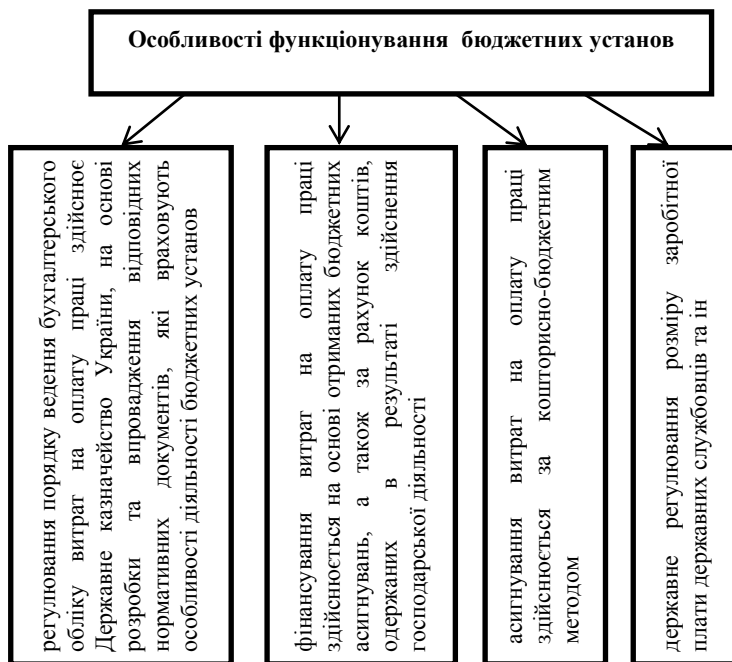 Особливості функціонування бюджетних установ
регулювання порядку ведення бухгалтерського
обліку витрат на оплату праці здійснює
Державне казначейство України, на основі
розробки та впровадження відповідних
нормативних документів, які враховують
особливості діяльності бюджетних установ
фінансування витрат на оплату праці
здійснюється на основі отриманих бюджетних
асигнувань, а також за рахунок коштів,
одержаних в результаті здійснення
господарської діяльності
асигнування витрат на оплату праці
здійснюється за кошторисно-бюджетним
методом
державне регулювання розміру заробітної
плати державних службовців та ін